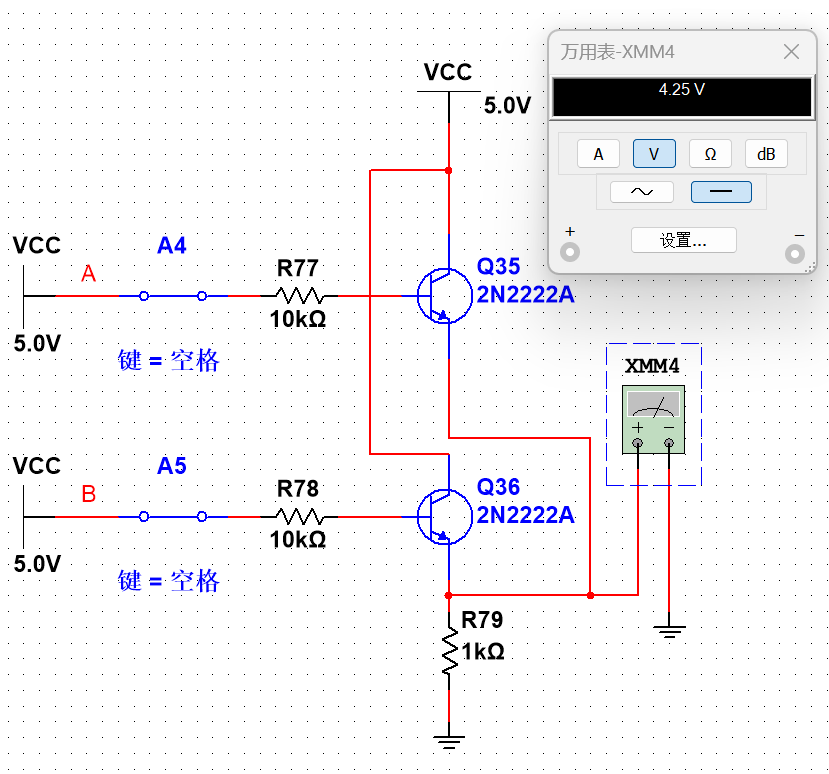 万用表-XMM4
4.25 V
A
V
Ω
dB
+
设置...
−
VCC
5.0V
VCC
A
A4
R77
10kΩ
5.0V
键 = 空格
Q35
2N2222A
XMM4
+
−
VCC
B
A5
R78
10kΩ
5.0V
键 = 空格
Q36
2N2222A
R79
1kΩ